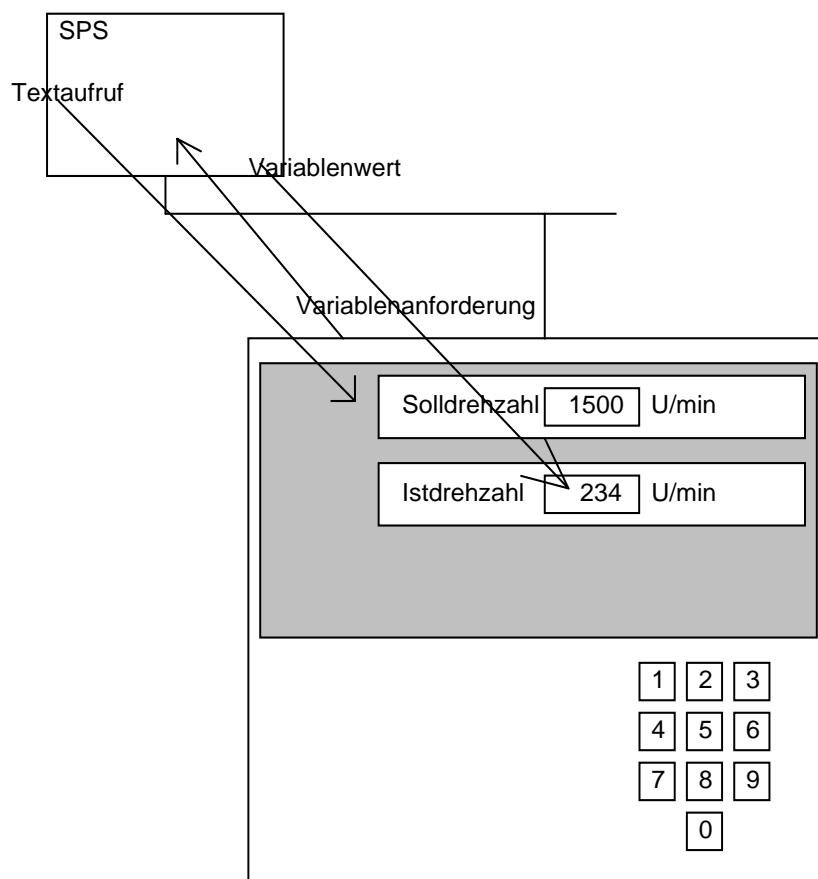 SPS
Textaufruf
Variablenwert
Variablenanforderung
Solldrehzahl 1500 U/min
Istdrehzahl 234 U/min
1 2 3
4 5 6
7 8 9
0